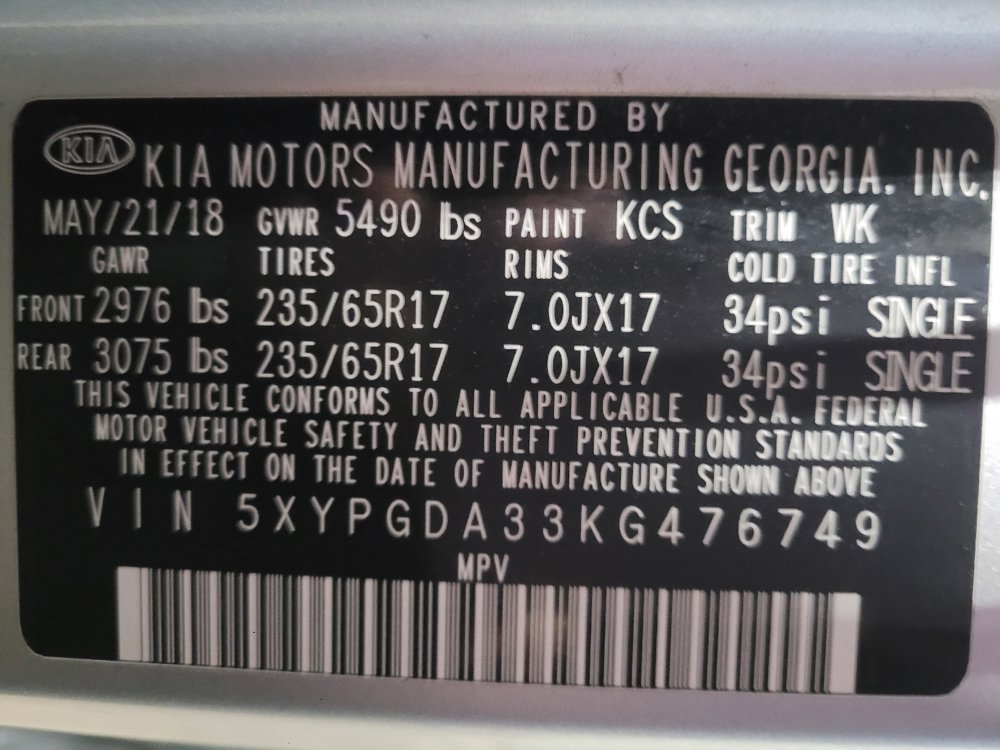 MANUFACTURED BY
KIA KIA MOTORS MANUFACTURING GEORGIA, INC.
MAY/21/18 GVWR 5490 lbs PAINT KCS TRIM WK
GAWR TIRES RIMS COLD TIRE INFL
FRONT 2976 lbs 235/65R17 7.0JX17 34psi SINGLE
REAR 3075 lbs 235/65R17 7.0JX17 34psi SINGLE
THIS VEHICLE CONFORMS TO ALL APPLICABLE U.S.A. FEDERAL
MOTOR VEHICLE SAFETY AND THEFT PREVENTION STANDARDS
IN EFFECT ON THE DATE OF MANUFACTURE SHOWN ABOVE
VIN 5XYPGDA33KG476749
MPV